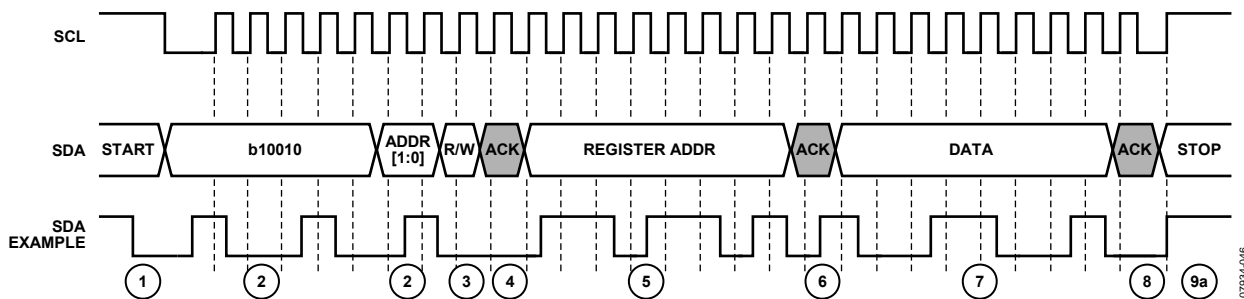 SCL
SDA
START
b10010
ADDR
[1:0]
R/W
ACK
REGISTER ADDR
ACK
DATA
ACK
STOP
SDA
EXAMPLE
1
2
2
3
4
5
6
7
8
9a
07934-046